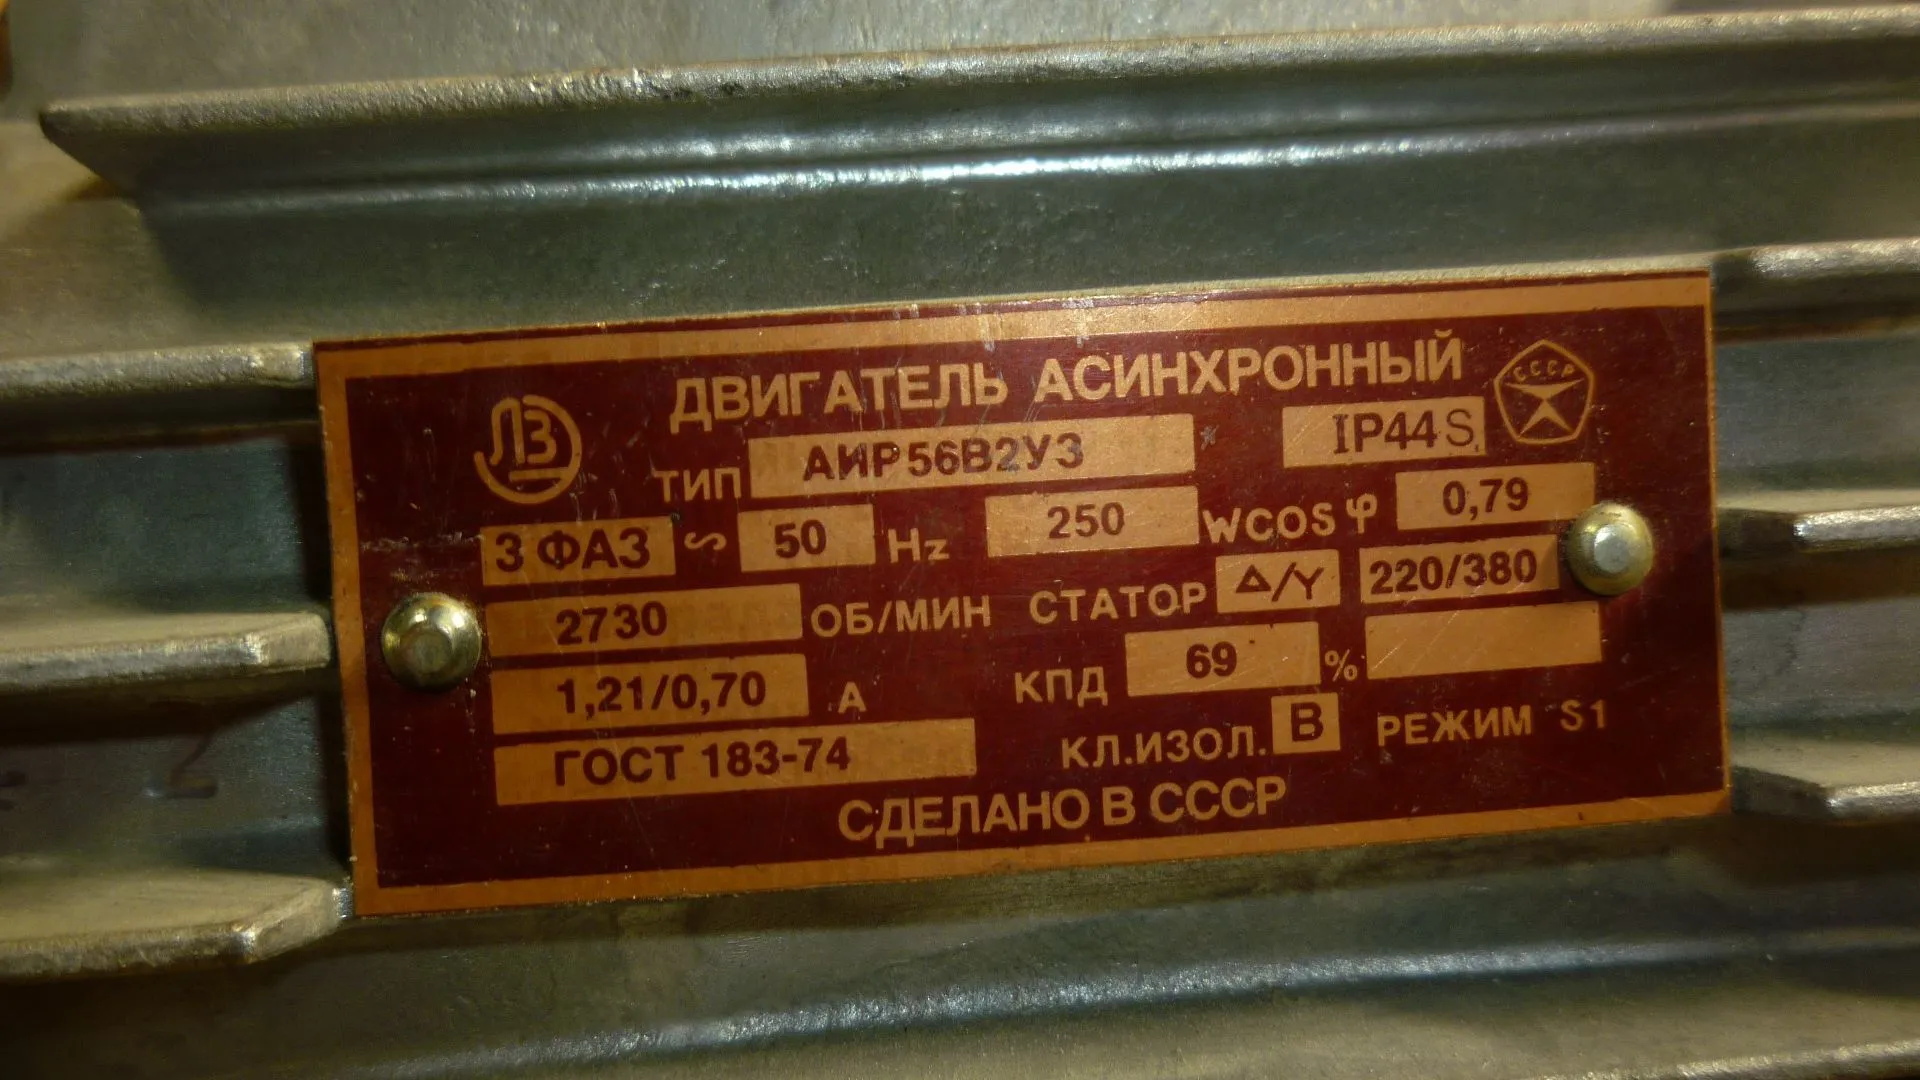 ЛЗ
ДВИГАТЕЛЬ АСИНХРОННЫЙ
СССР
ТИП АИР56В2У3 IP44S
3 ФАЗ ~ 50 Hz 250 W COS φ 0,79
2730 ОБ/МИН СТАТОР Δ/Y 220/380
1,21/0,70 А КПД 69 %
ГОСТ 183-74 КЛ.ИЗОЛ. В РЕЖИМ S1
СДЕЛАНО В СССР